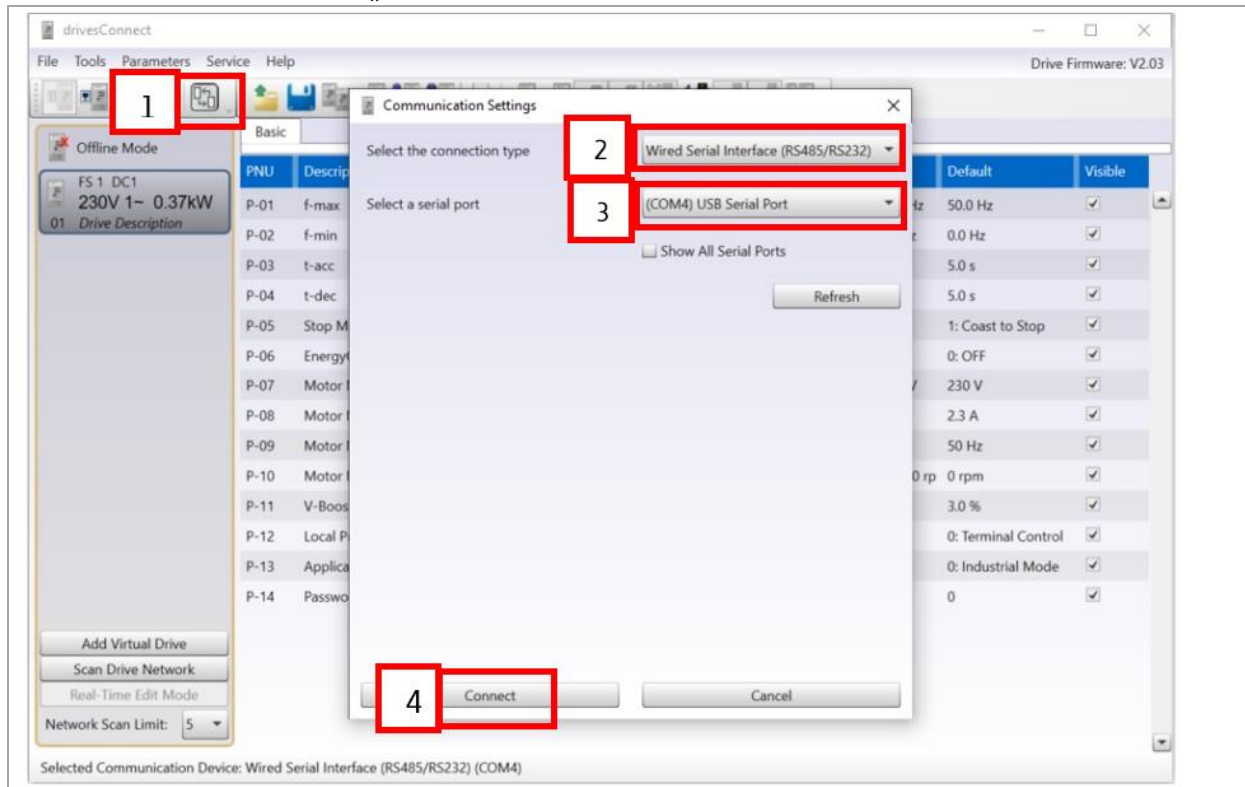 drivesConnect
File Tools Parameters Service Help Drive Firmware: V2.03
1
Offline Mode
FS 1 DC1
230V 1~ 0.37kW
01 Drive Description
Add Virtual Drive
Scan Drive Network
Real-Time Edit Mode
Network Scan Limit: 5
Basic
PNU Descrip Default Visible
P-01 f-max Hz 50.0 Hz
P-02 f-min 0.0 Hz
P-03 t-acc 5.0 s
P-04 t-dec 5.0 s
P-05 Stop M 1: Coast to Stop
P-06 Energy 0: OFF
P-07 Motor 230 V
P-08 Motor 2.3 A
P-09 Motor 50 Hz
P-10 Motor 0 rp 0 rpm
P-11 V-Boos 3.0 %
P-12 Local P 0: Terminal Control
P-13 Applica 0: Industrial Mode
P-14 Passwo 0
Communication Settings
Select the connection type 2 Wired Serial Interface (RS485/RS232)
Select a serial port 3 (COM4) USB Serial Port
Show All Serial Ports
Refresh
4 Connect Cancel
Selected Communication Device: Wired Serial Interface (RS485/RS232) (COM4)